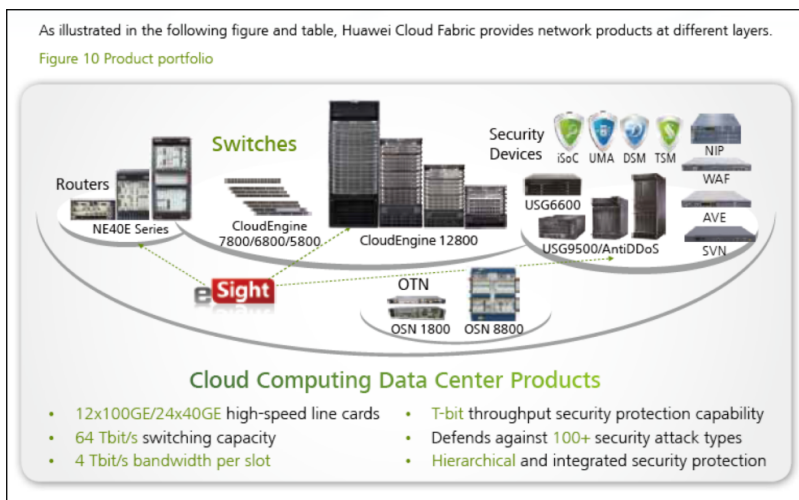 As illustrated in the following figure and table, Huawei Cloud Fabric provides network products at different layers.
Figure 10 Product portfolio
Switches
Security
Devices
iSoC UMA DSM TSM
NIP
WAF
Routers
USG6600
NE40E Series
CloudEngine
7800/6800/5800
CloudEngine 12800
AVE
USG9500/AntiDDoS
SVN
eSight
OTN
OSN 1800
OSN 8800
Cloud Computing Data Center Products
• 12x100GE/24x40GE high-speed line cards
• 64 Tbit/s switching capacity
• 4 Tbit/s bandwidth per slot
• T-bit throughput security protection capability
• Defends against 100+ security attack types
• Hierarchical and integrated security protection